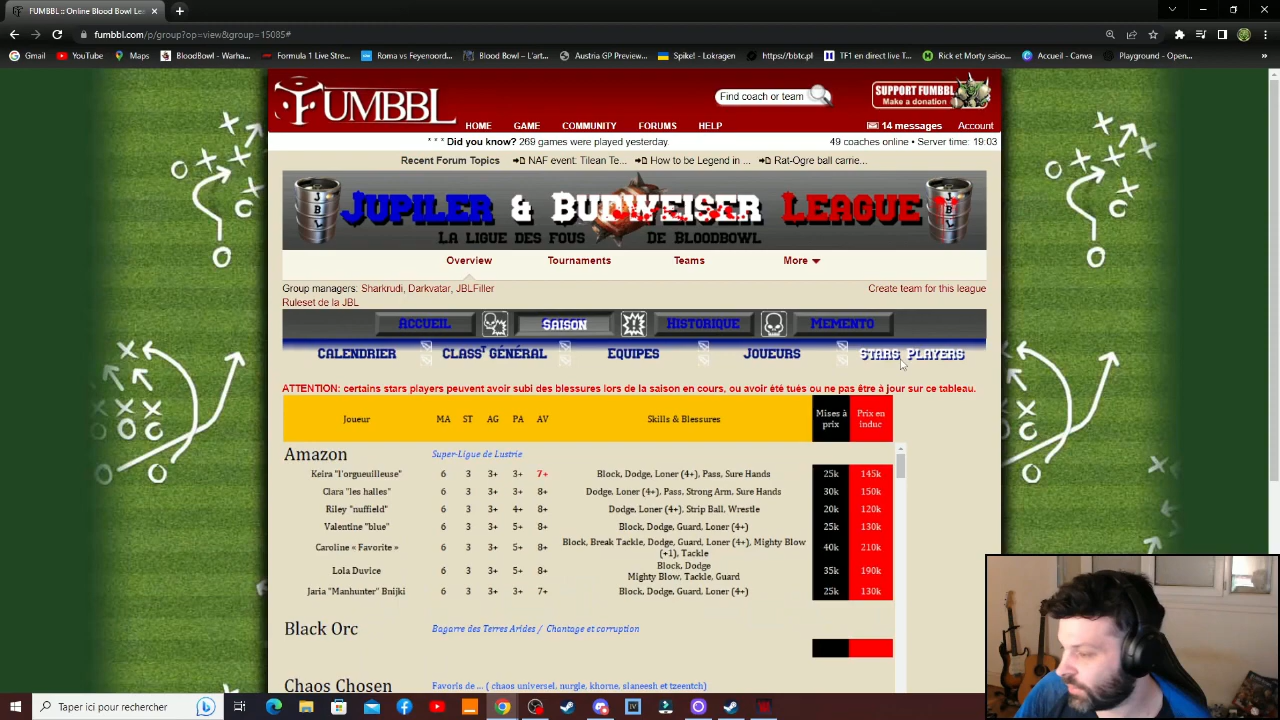 [L] Formula 1 Live Stre...
fumbbl.com/p/group?op=view&group=15085#
Gmail YouTube Maps BloodBowl - Warha... Formula 1 Live Stre... Roma vs Feyenoord... Blood Bowl – L'art... Austria GP Preview... Spike! - Lokragen https://bbtc.pl TF1 en direct live T... Rick et Morty saiso... Accueil - Canva Playground - Overvi...
FUMBBL
Find coach or team
SUPPORT FUMBBL
Make a donation
HOME GAME COMMUNITY FORUMS HELP
14 messages Account
* * * Did you know? 269 games were played yesterday.
49 coaches online • Server time: 19:03
Recent Forum Topics NAF event: Tilean Te... How to be Legend in ... Rat-Ogre ball carrie...
JBL Jupiler & Budweiser League JBL
La ligue des fous de Bloodbowl
Overview Tournaments Teams More
Group managers: Sharkrudi, Darkvatar, JBLFiller
Create team for this league
Ruleset de la JBL
Accueil Saison Historique Memento
Calendrier Classt Général Equipes Joueurs Stars Players
ATTENTION: certains stars players peuvent avoir subi des blessures lors de la saison en cours, ou avoir été tués ou ne pas être à jour sur ce tableau.
Joueur MA ST AG PA AV Skills & Blessures Mises à prix Prix en induc
Amazon Super-Ligue de Lustrie
Keira "l'orgueuilleuse" 6 3 3+ 3+ 7+ Block, Dodge, Loner (4+), Pass, Sure Hands 25k 145k
Clara "les halles" 6 3 3+ 3+ 8+ Dodge, Loner (4+), Pass, Strong Arm, Sure Hands 30k 150k
Riley "nuffield" 6 3 3+ 4+ 8+ Dodge, Loner (4+), Strip Ball, Wrestle 20k 120k
Valentine "blue" 6 3 3+ 5+ 8+ Block, Dodge, Guard, Loner (4+) 25k 130k
Caroline « Favorite » 6 3 3+ 5+ 8+ Block, Break Tackle, Dodge, Guard, Loner (4+), Mighty Blow (+1), Tackle 40k 210k
Lola Duvice 6 3 3+ 5+ 8+ Block, Dodge
Mighty Blow, Tackle, Guard 35k 190k
Jaria "Manhunter" Bnijki 6 3 3+ 5+ 7+ Block, Dodge, Guard, Loner (4+) 25k 130k
Black Orc Bagarre des Terres Arides / Chantage et corruption
Chaos Chosen Favoris de ... ( chaos universel, nurgle, khorne, slaneesh et tzeentch)
Taper ici pour rechercher